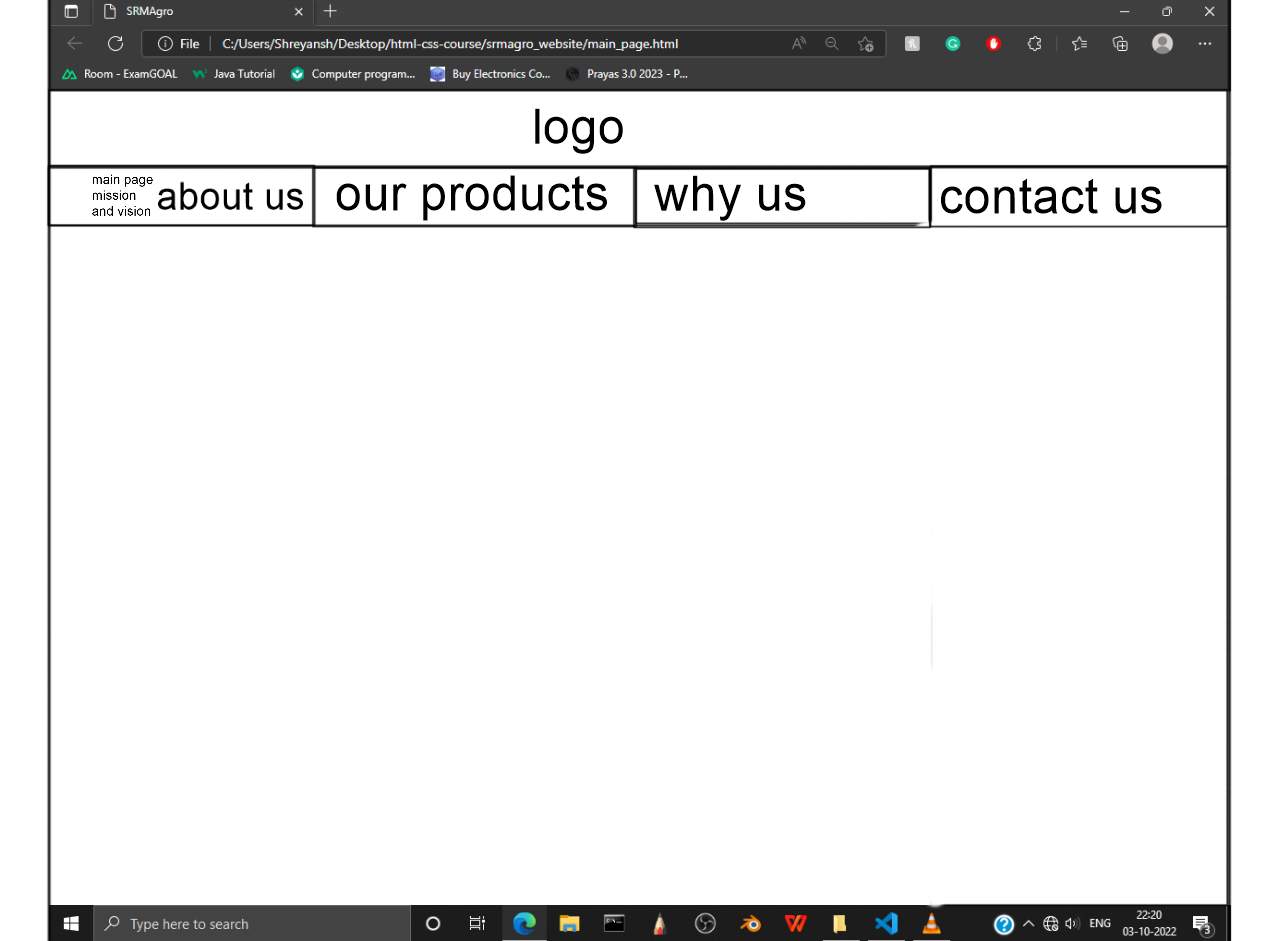 SRMAgro
File
C:/Users/Shreyansh/Desktop/html-css-course/srmagro_website/main_page.html
Room - ExamGOAL
Java Tutorial
Computer program...
Buy Electronics Co...
Prayas 3.0 2023 - P...
logo
main page
mission
and vision
about us
our products
why us
contact us
Type here to search
ENG
22:20
03-10-2022
3